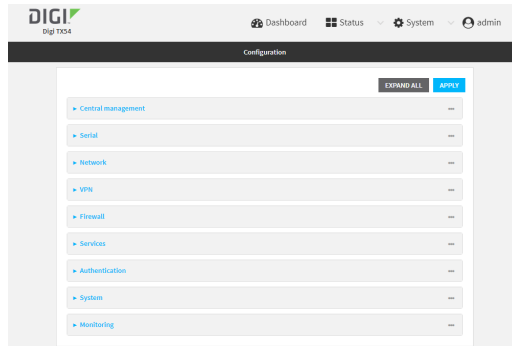 DIGI
Digi TX54
Dashboard Status System admin
Configuration
EXPAND ALL APPLY
Central management
Serial
Network
VPN
Firewall
Services
Authentication
System
Monitoring